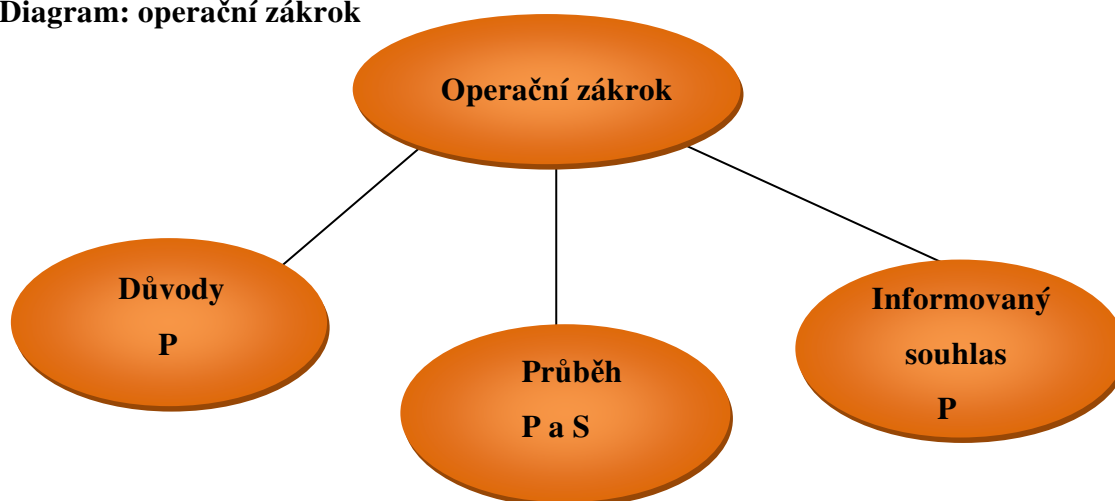 Diagram: operační zákrok
Operační zákrok
Důvody
P
Průběh
P a S
Informovaný
souhlas
P